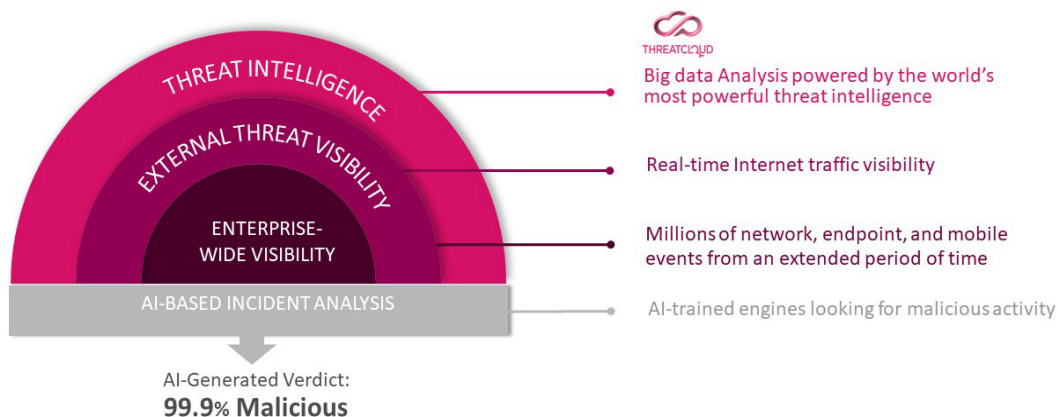 THREAT INTELLIGENCE
EXTERNAL THREAT VISIBILITY
ENTERPRISE-
WIDE VISIBILITY
AI-BASED INCIDENT ANALYSIS
AI-Generated Verdict:
99.9% Malicious
THREATCLOUD
Big data Analysis powered by the world's
most powerful threat intelligence
Real-time Internet traffic visibility
Millions of network, endpoint, and mobile
events from an extended period of time
AI-trained engines looking for malicious activity